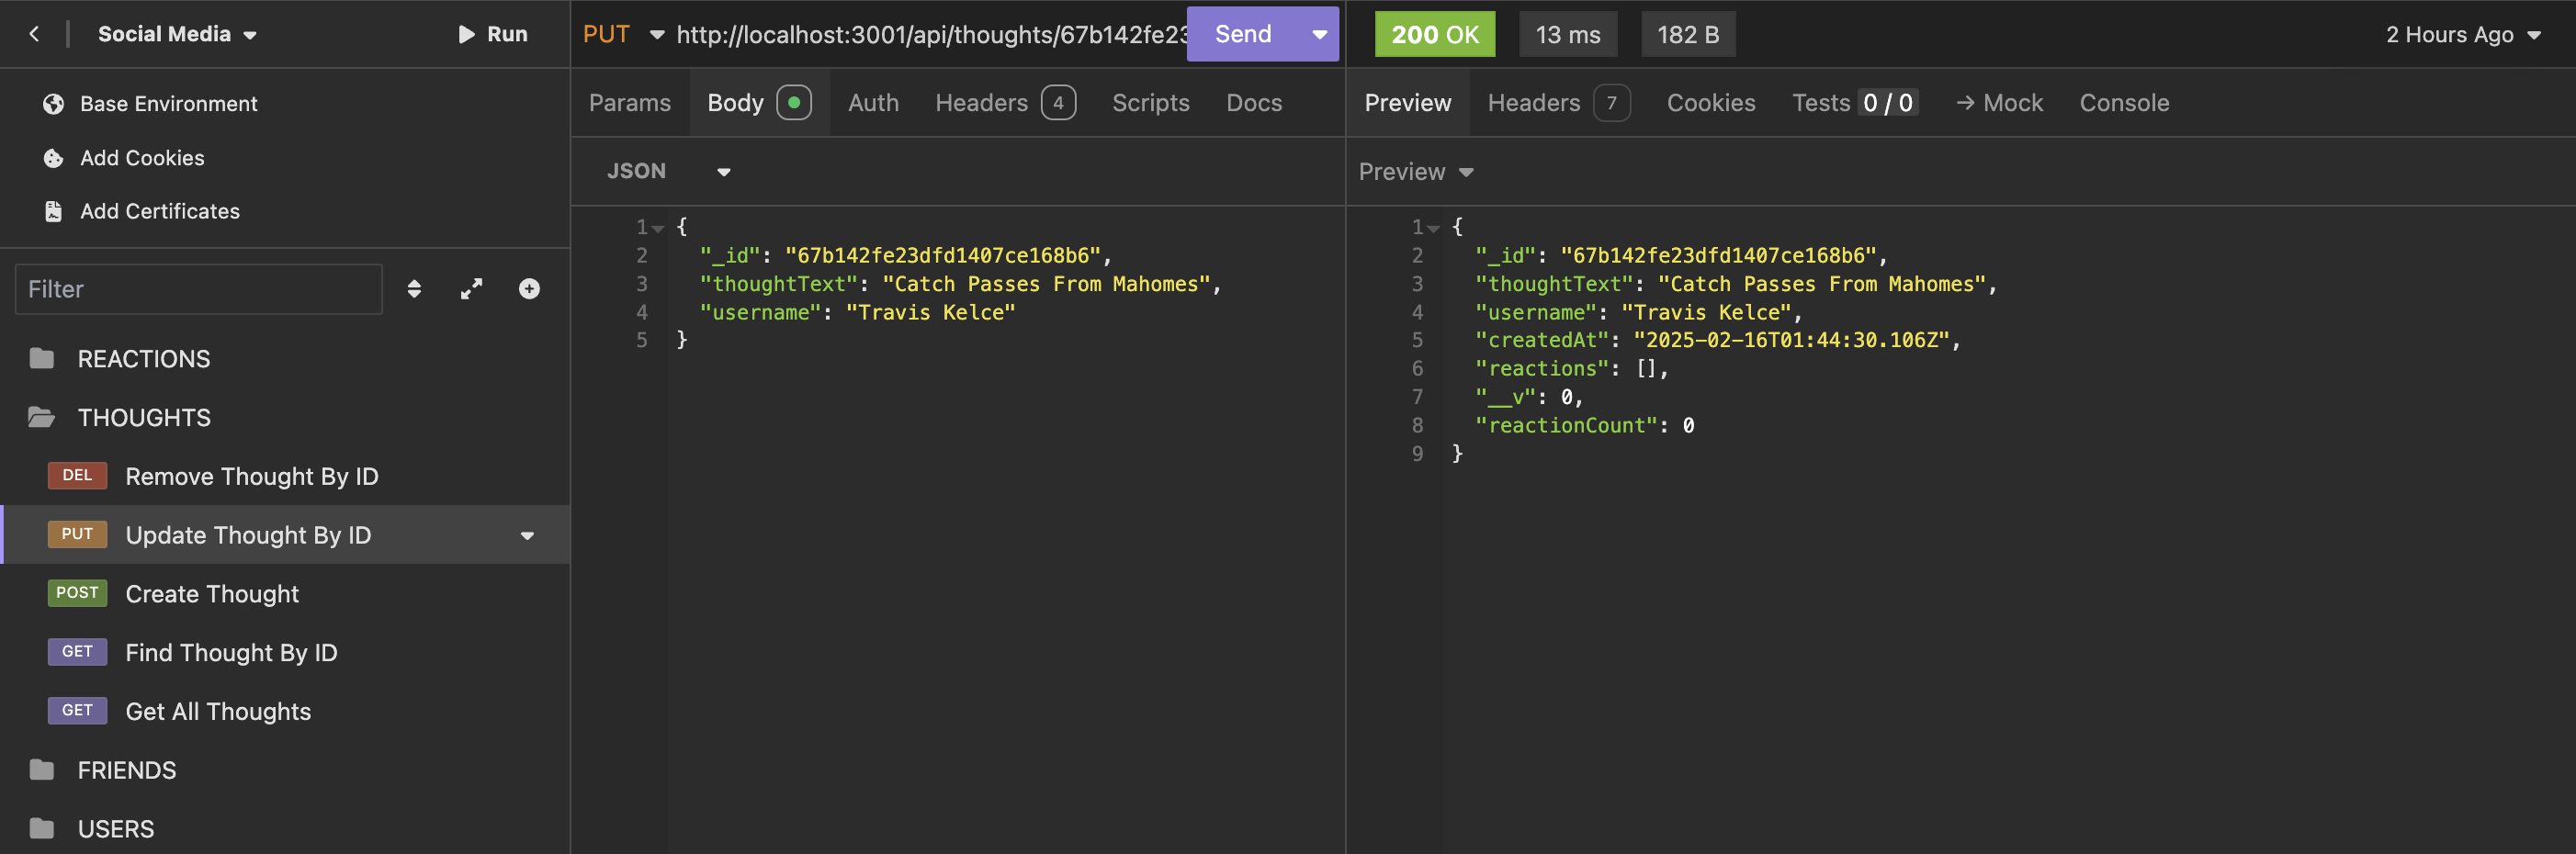 Social Media
Run
Base Environment
Add Cookies
Add Certificates
Filter
REACTIONS
THOUGHTS
DEL Remove Thought By ID
PUT Update Thought By ID
POST Create Thought
GET Find Thought By ID
GET Get All Thoughts
FRIENDS
USERS
PUT http://localhost:3001/api/thoughts/67b142fe23 Send
Params Body Auth Headers 4 Scripts Docs
JSON
1 {
2 "_id": "67b142fe23dfd1407ce168b6",
3 "thoughtText": "Catch Passes From Mahomes",
4 "username": "Travis Kelce"
5 }
200 OK 13 ms 182 B 2 Hours Ago
Preview Headers 7 Cookies Tests 0 / 0 → Mock Console
Preview
1 {
2 "_id": "67b142fe23dfd1407ce168b6",
3 "thoughtText": "Catch Passes From Mahomes",
4 "username": "Travis Kelce",
5 "createdAt": "2025-02-16T01:44:30.106Z",
6 "reactions": [],
7 "__v": 0,
8 "reactionCount": 0
9 }